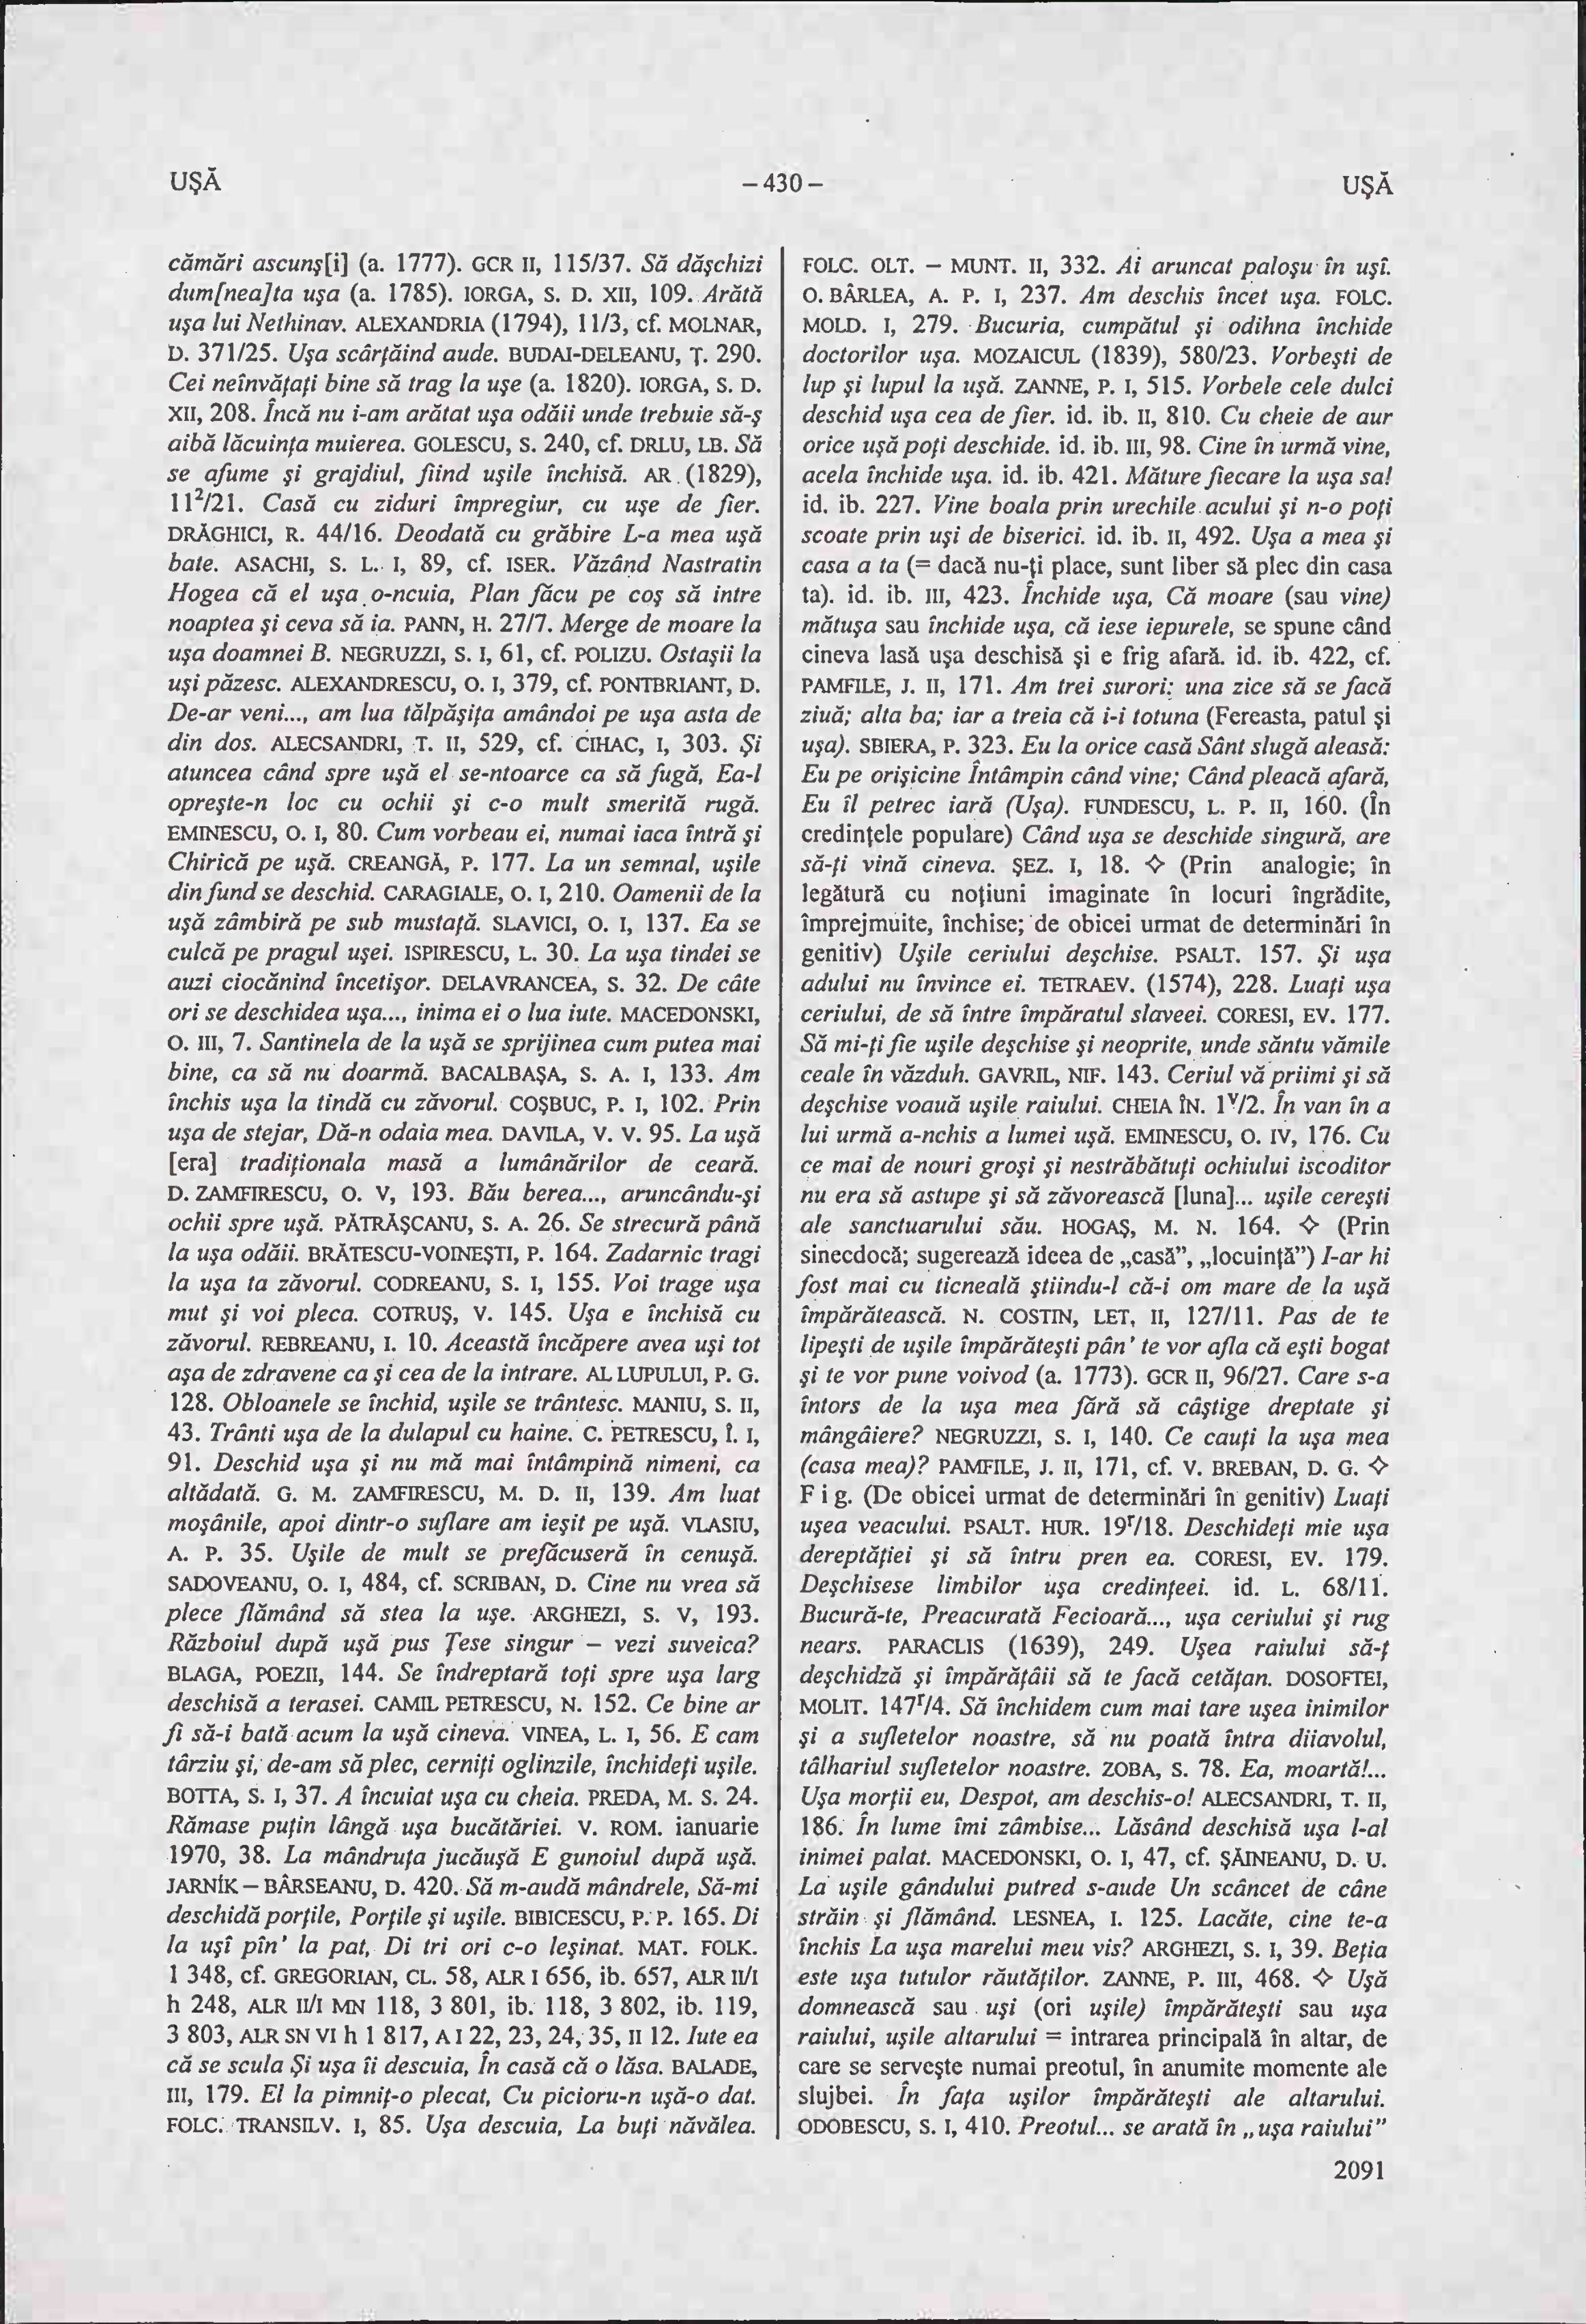 UŞĂ
– 430 –
UŞĂ
cămări ascunş[i] (a. 1777). GCR II, 115/37. Să dăşchizi
dum[nea]ta uşa (a. 1785). IORGA, S. D. XII, 109. Arătă
uşa lui Nethinav. ALEXANDRIA (1794), 11/3, cf. MOLNAR,
D. 371/25. Uşa scârţăind aude. BUDAI-DELEANU, Ţ. 290.
Cei neînvăţaţi bine să trag la uşe (a. 1820). IORGA, S. D.
XII, 208. Încă nu i-am arătat uşa odăii unde trebuie să-ş
aibă lăcuinţa muierea. GOLESCU, S. 240, cf. DRLU, LB. Să
se afume şi grajdiul, fiind uşile închisă. AR (1829),
11²/21. Casă cu ziduri împregiur, cu uşe de fier.
DRĂGHICI, R. 44/16. Deodată cu grăbire L-a mea uşă
bate. ASACHI, S. L. I, 89, cf. ISER. Văzând Nastratin
Hogea că el uşa o-ncuia, Plan făcu pe coş să intre
noaptea şi ceva să ia. PANN, H. 27/7. Merge de moare la
uşa doamnei B. NEGRUZZI, S. I, 61, cf. POLIZU. Ostaşii la
uşi păzesc. ALEXANDRESCU, O. I, 379, cf. PONTBRIANT, D.
De-ar veni..., am lua tălpăşiţa amândoi pe uşa asta de
din dos. ALECSANDRI, T. II, 529, cf. CIHAC, I, 303. Şi
atuncea când spre uşă el se-ntoarce ca să fugă, Ea-l
opreşte-n loc cu ochii şi c-o mult smerită rugă.
EMINESCU, O. I, 80. Cum vorbeau ei, numai iaca întră şi
Chirică pe uşă. CREANGĂ, P. 177. La un semnal, uşile
din fund se deschid. CARAGIALE, O. I, 210. Oamenii de la
uşă zâmbiră pe sub mustaţă. SLAVICI, O. I, 137. Ea se
culcă pe pragul uşei. ISPIRESCU, L. 30. La uşa tindei se
auzi ciocănind încetişor. DELAVRANCEA, S. 32. De câte
ori se deschidea uşa..., inima ei o lua iute. MACEDONSKI,
O. III, 7. Santinela de la uşă se sprijinea cum putea mai
bine, ca să nu doarmă. BACALBAŞA, S. A. I, 133. Am
închis uşa la tindă cu zăvorul. COŞBUC, P. I, 102. Prin
uşa de stejar, Dă-n odaia mea. DAVILA, V. V. 95. La uşă
[era] tradiţionala masă a lumânărilor de ceară.
D. ZAMFIRESCU, O. V, 193. Bău berea..., aruncându-şi
ochii spre uşă. PĂTRĂŞCANU, S. A. 26. Se strecură până
la uşa odăii. BRĂTESCU-VOINEŞTI, P. 164. Zadarnic tragi
la uşa ta zăvorul. CODREANU, S. I, 155. Voi trage uşa
mut şi voi pleca. COTRUŞ, V. 145. Uşa e închisă cu
zăvorul. REBREANU, I. 10. Această încăpere avea uşi tot
aşa de zdravene ca şi cea de la intrare. AL LUPULUI, P. G.
128. Obloanele se închid, uşile se trântesc. MANIU, S. II,
43. Trânti uşa de la dulapul cu haine. C. PETRESCU, Î. I,
91. Deschid uşa şi nu mă mai întâmpină nimeni, ca
altădată. G. M. ZAMFIRESCU, M. D. II, 139. Am luat
moşânile, apoi dintr-o suflare am ieşit pe uşă. VLASIU,
A. P. 35. Uşile de mult se prefăcuseră în cenuşă.
SADOVEANU, O. I, 484, cf. SCRIBAN, D. Cine nu vrea să
plece flămând să stea la uşe. ARGHEZI, S. V, 193.
Războiul după uşă pus Ţese singur – vezi suveica?
BLAGA, POEZII, 144. Se îndreptară toţi spre uşa larg
deschisă a terasei. CAMIL PETRESCU, N. 152. Ce bine ar
fi să-i bată acum la uşă cineva. VINEA, L. I, 56. E cam
târziu şi, de-am să plec, cerniţi oglinzile, închideţi uşile.
BOTTA, S. I, 37. A încuiat uşa cu cheia. PREDA, M. S. 24.
Rămase puţin lângă uşa bucătăriei. V. ROM. ianuarie
1970, 38. La mândruţa jucăuşă E gunoiul după uşă.
JARNÍK – BÂRSEANU, D. 420. Să m-audă mândrele, Să-mi
deschidă porţile, Porţile şi uşile. BIBICESCU, P. P. 165. Di
la uşî pîn' la pat, Di tri ori c-o leşinat. MAT. FOLK.
1 348, cf. GREGORIAN, CL. 58, ALR I 656, ib. 657, ALR II/I
h 248, ALR II/I MN 118, 3 801, ib. 118, 3 802, ib. 119,
3 803, ALR SN VI h 1 817, A I 22, 23, 24, 35, II 12. Iute ea
că se scula Şi uşa îi descuia, În casă că o lăsa. BALADE,
III, 179. El la pimniţ-o plecat, Cu picioru-n uşă-o dat.
FOLC. TRANSILV. I, 85. Uşa descuia, La buţi năvălea.
FOLC. OLT. – MUNT. II, 332. Ai aruncat paloşu în uşî.
O. BÂRLEA, A. P. I, 237. Am deschis încet uşa. FOLC.
MOLD. I, 279. Bucuria, cumpătul şi odihna închide
doctorilor uşa. MOZAICUL (1839), 580/23. Vorbeşti de
lup şi lupul la uşă. ZANNE, P. I, 515. Vorbele cele dulci
deschid uşa cea de fier. id. ib. II, 810. Cu cheie de aur
orice uşă poţi deschide. id. ib. III, 98. Cine în urmă vine,
acela închide uşa. id. ib. 421. Măture fiecare la uşa sa!
id. ib. 227. Vine boala prin urechile acului şi n-o poţi
scoate prin uşi de biserici. id. ib. II, 492. Uşa a mea şi
casa a ta (= dacă nu-ţi place, sunt liber să plec din casa
ta). id. ib. III, 423. Închide uşa, Că moare (sau vine)
mătuşa sau închide uşa, că iese iepurele, se spune când
cineva lasă uşa deschisă şi e frig afară. id. ib. 422, cf.
PAMFILE, J. II, 171. Am trei surori: una zice să se facă
ziuă; alta ba; iar a treia că i-i totuna (Fereasta, patul şi
uşa). SBIERA, P. 323. Eu la orice casă Sânt slugă aleasă:
Eu pe orişicine Întâmpin când vine; Când pleacă afară,
Eu îl petrec iară (Uşa). FUNDESCU, L. P. II, 160. (În
credinţele populare) Când uşa se deschide singură, are
să-ţi vină cineva. ŞEZ. I, 18. ◇ (Prin analogie; în
legătură cu noţiuni imaginate în locuri îngrădite,
împrejmuite, închise; de obicei urmat de determinări în
genitiv) Uşile ceriului deşchise. PSALT. 157. Şi uşa
adului nu învince ei. TETRAEV. (1574), 228. Luaţi uşa
ceriului, de să între împăratul slaveei. CORESI, EV. 177.
Să mi-ţi fie uşile deşchise şi neoprite, unde săntu vămile
ceale în văzduh. GAVRIL, NIF. 143. Ceriul vă priimi şi să
deşchise voauă uşile raiului. CHEIA ÎN. 1ᵛ/2. În van în a
lui urmă a-nchis a lumei uşă. EMINESCU, O. IV, 176. Cu
ce mai de nouri groşi şi nestrăbătuţi ochiului iscoditor
nu era să astupe şi să zăvorească [luna]... uşile cereşti
ale sanctuarului său. HOGAŞ, M. N. 164. ◇ (Prin
sinecdocă; sugerează ideea de „casă”, „locuinţă”) I-ar hi
fost mai cu ticneală ştiindu-l că-i om mare de la uşă
împărătească. N. COSTIN, LET, II, 127/11. Pas de te
lipeşti de uşile împărăteşti pân' te vor afla că eşti bogat
şi te vor pune voivod (a. 1773). GCR II, 96/27. Care s-a
întors de la uşa mea fără să câştige dreptate şi
mângâiere? NEGRUZZI, S. I, 140. Ce cauţi la uşa mea
(casa mea)? PAMFILE, J. II, 171, cf. V. BREBAN, D. G. ◇
F i g. (De obicei urmat de determinări în genitiv) Luaţi
uşea veacului. PSALT. HUR. 19ʳ/18. Deschideţi mie uşa
dereptăţiei şi să întru pren ea. CORESI, EV. 179.
Deşchisese limbilor uşa credinţeei. id. L. 68/11.
Bucură-te, Preacurată Fecioară..., uşa ceriului şi rug
nears. PARACLIS (1639), 249. Uşea raiului să-ţ
deşchidză şi împărăţâii să te facă cetăţan. DOSOFTEI,
MOLIT. 147ʳ/4. Să închidem cum mai tare uşea inimilor
şi a sufletelor noastre, să nu poată întra diiavolul,
tâlhariul sufletelor noastre. ZOBA, S. 78. Ea, moartă!...
Uşa morţii eu, Despot, am deschis-o! ALECSANDRI, T. II,
186. În lume îmi zâmbise... Lăsând deschisă uşa l-al
inimei palat. MACEDONSKI, O. I, 47, cf. ŞĂINEANU, D. U.
La uşile gândului putred s-aude Un scâncet de câne
străin şi flămând. LESNEA, I. 125. Lacăte, cine te-a
închis La uşa marelui meu vis? ARGHEZI, S. I, 39. Beţia
este uşa tutulor răutăţilor. ZANNE, P. III, 468. ◇ Uşă
domnească sau uşi (ori uşile) împărăteşti sau uşa
raiului, uşile altarului = intrarea principală în altar, de
care se serveşte numai preotul, în anumite momente ale
slujbei. În faţa uşilor împărăteşti ale altarului.
ODOBESCU, S. I, 410. Preotul... se arată în „uşa raiului”
2091